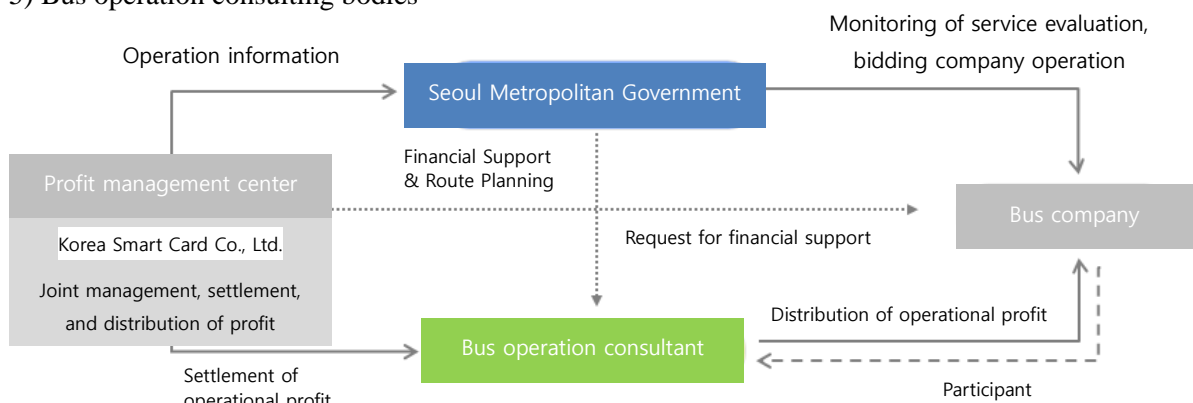 3) Bus operation consulting bodies
Monitoring of service evaluation,
bidding company operation
Operation information
Seoul Metropolitan Government
Financial Support
& Route Planning
Profit management center
Bus company
Korea Smart Card Co., Ltd.
Request for financial support
Joint management, settlement,
and distribution of profit
Distribution of operational profit
Bus operation consultant
Settlement of
operational profit
Participant